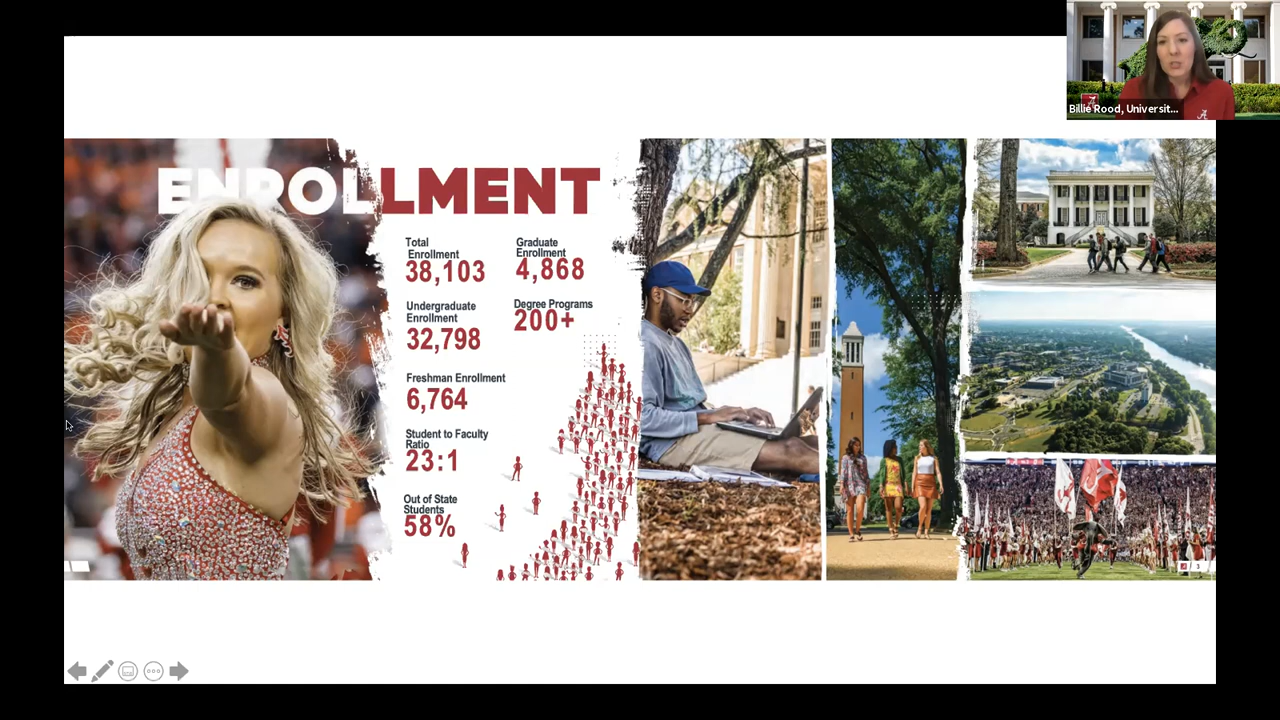 Billie Rood, Universit...
ENROLLMENT
Total
Enrollment
38,103
Graduate
Enrollment
4,868
Undergraduate
Enrollment
32,798
Degree Programs
200+
Freshman Enrollment
6,764
Student to Faculty
Ratio
23:1
Out of State
Students
58%
3